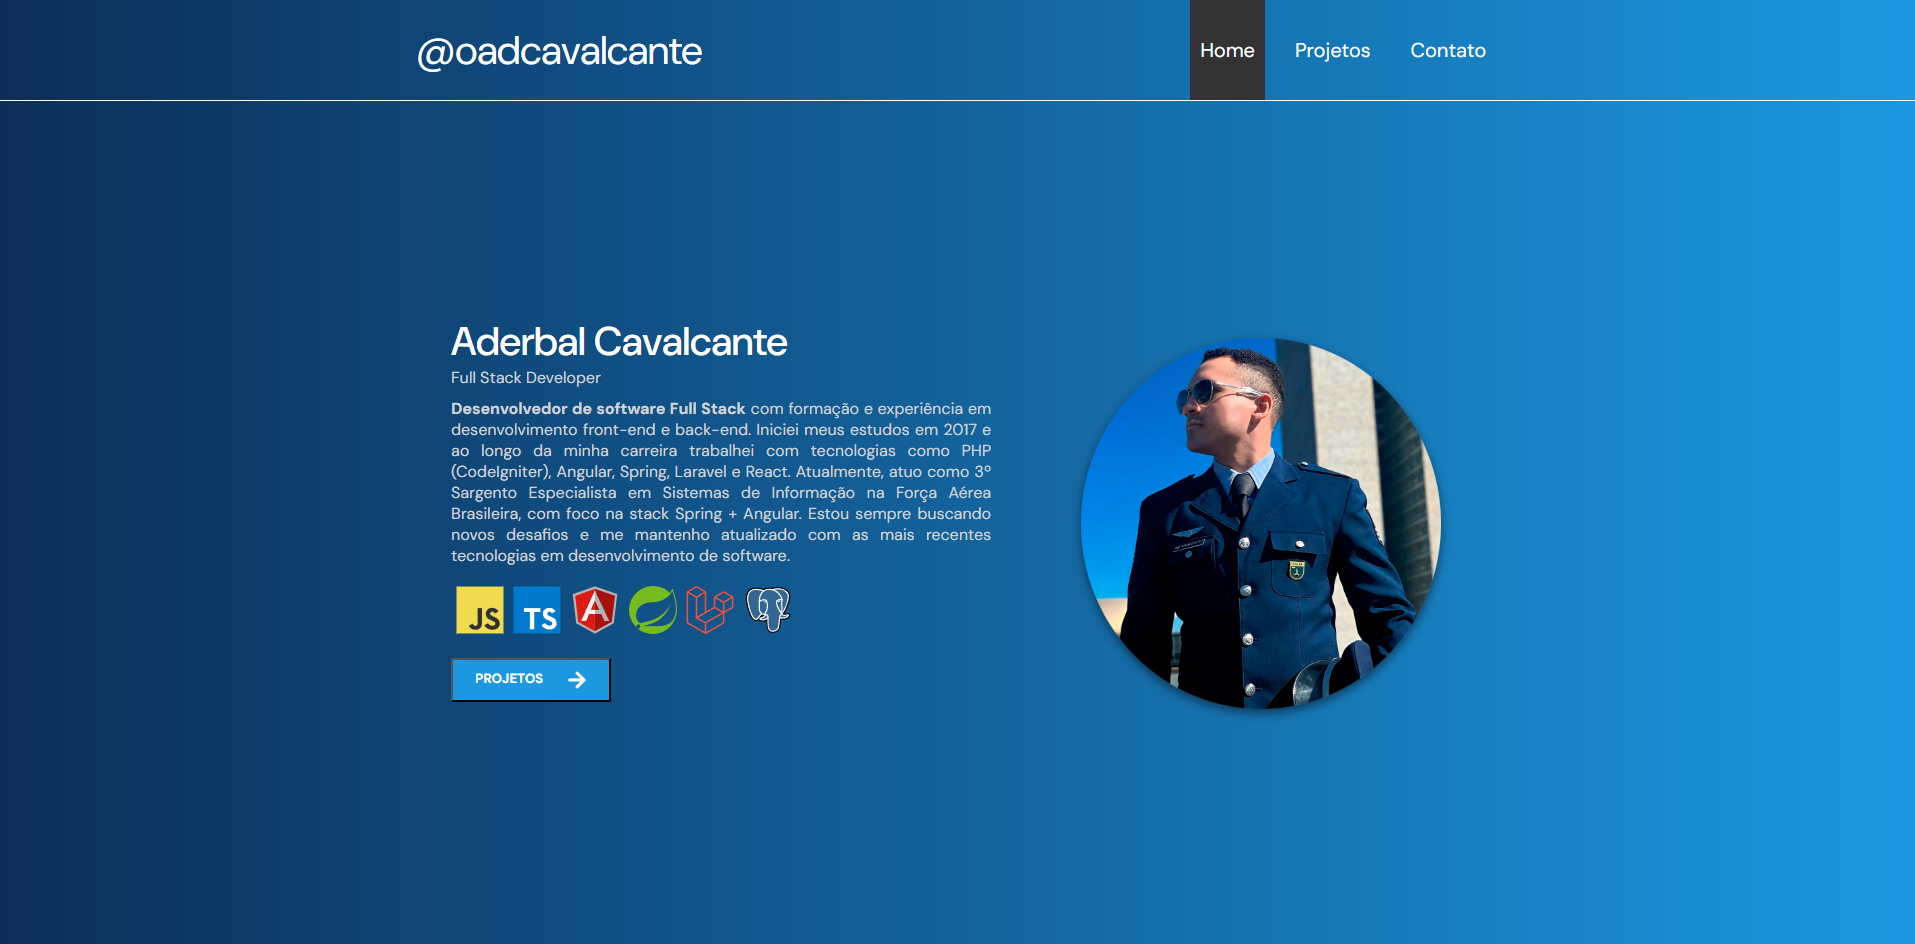 @oadcavalcante
Home Projetos Contato
Aderbal Cavalcante
Full Stack Developer
Desenvolvedor de software Full Stack com formação e experiência em
desenvolvimento front-end e back-end. Iniciei meus estudos em 2017 e
ao longo da minha carreira trabalhei com tecnologias como PHP
(CodeIgniter), Angular, Spring, Laravel e React. Atualmente, atuo como 3º
Sargento Especialista em Sistemas de Informação na Força Aérea
Brasileira, com foco na stack Spring + Angular. Estou sempre buscando
novos desafios e me mantenho atualizado com as mais recentes
tecnologias em desenvolvimento de software.
JS TS A
PROJETOS